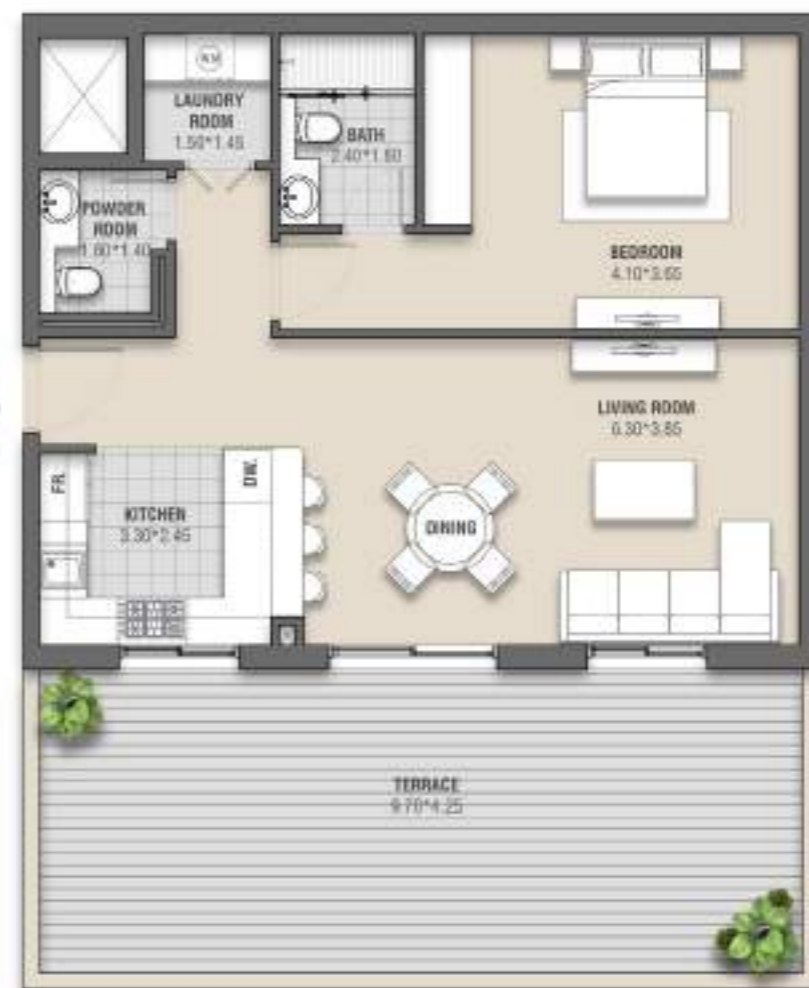 WM
LAUNDRY
ROOM
1.50*1.45
BATH
2.40*1.60
POWDER
ROOM
1.60*1.40
BEDROOM
4.10*3.65
LIVING ROOM
6.30*3.85
FR.
DW.
KITCHEN
3.30*2.45
DINING
TERRACE
9.70*4.25